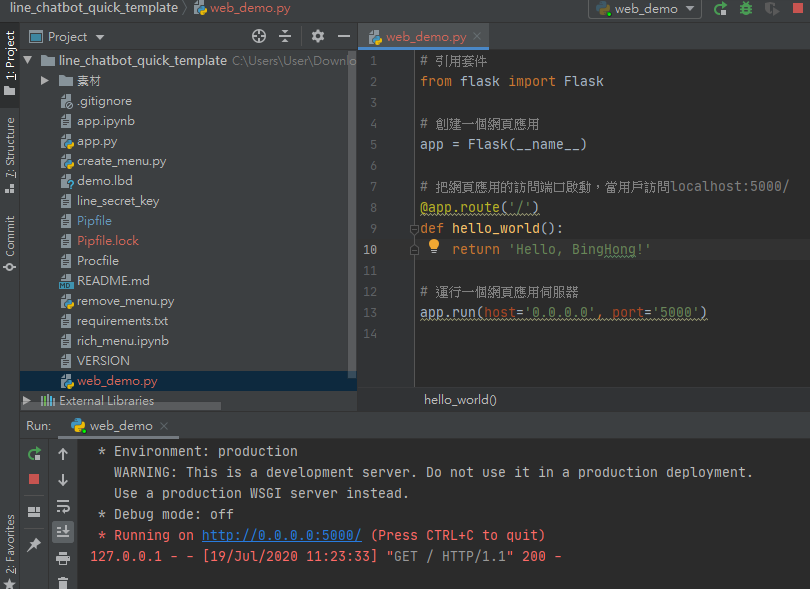 line_chatbot_quick_template web_demo.py web_demo
Project
web_demo.py
1: Project
7: Structure
Commit
2: Favorites
line_chatbot_quick_template C:\Users\User\Downlo
素材
.gitignore
app.ipynb
app.py
create_menu.py
demo.lbd
line_secret_key
Pipfile
Pipfile.lock
Procfile
README.md
remove_menu.py
requirements.txt
rich_menu.ipynb
VERSION
web_demo.py
External Libraries
1 # 引用套件
2 from flask import Flask
3
4 # 創建一個網頁應用
5 app = Flask(__name__)
6
7 # 把網頁應用的訪問端口啟動，當用戶訪問localhost:5000/
8 @app.route('/')
9 def hello_world():
10 return 'Hello, BingHong!'
11
12 # 運行一個網頁應用伺服器
13 app.run(host='0.0.0.0', port='5000')
14
hello_world()
Run: web_demo
* Environment: production
WARNING: This is a development server. Do not use it in a production deployment.
Use a production WSGI server instead.
* Debug mode: off
* Running on http://0.0.0.0:5000/ (Press CTRL+C to quit)
127.0.0.1 - - [19/Jul/2020 11:23:33] "GET / HTTP/1.1" 200 -